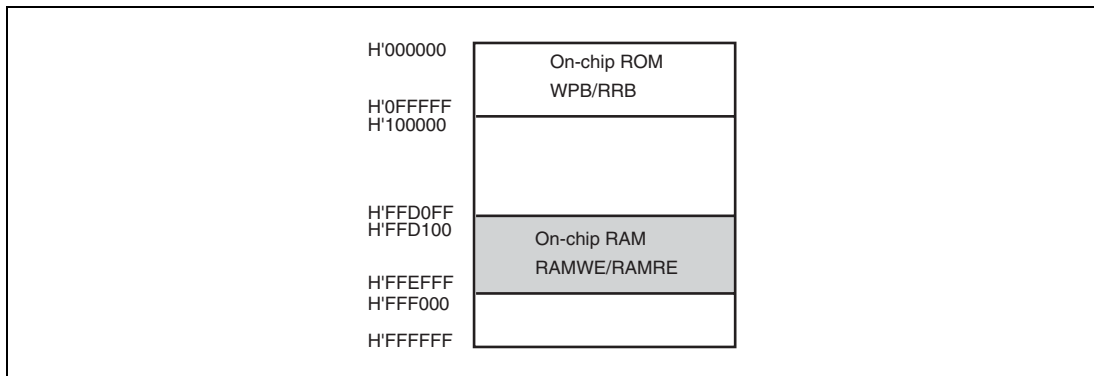 H'000000
On-chip ROM
WPB/RRB
H'0FFFFF
H'100000
H'FFD0FF
H'FFD100
On-chip RAM
RAMWE/RAMRE
H'FFEFFF
H'FFF000
H'FFFFFF